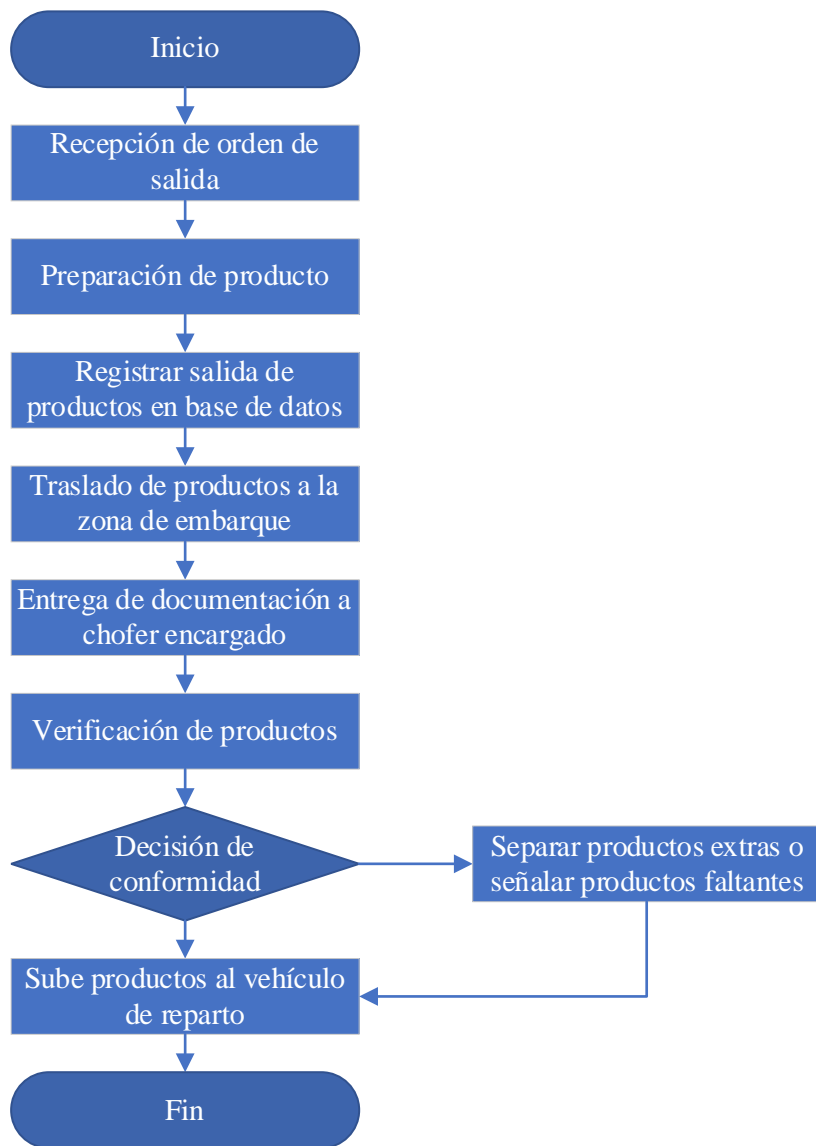 Inicio
Recepción de orden de
salida
Preparación de producto
Registrar salida de
productos en base de datos
Traslado de productos a la
zona de embarque
Entrega de documentación a
chofer encargado
Verificación de productos
Decisión de
conformidad
Separar productos extras o
señalar productos faltantes
Sube productos al vehículo
de reparto
Fin